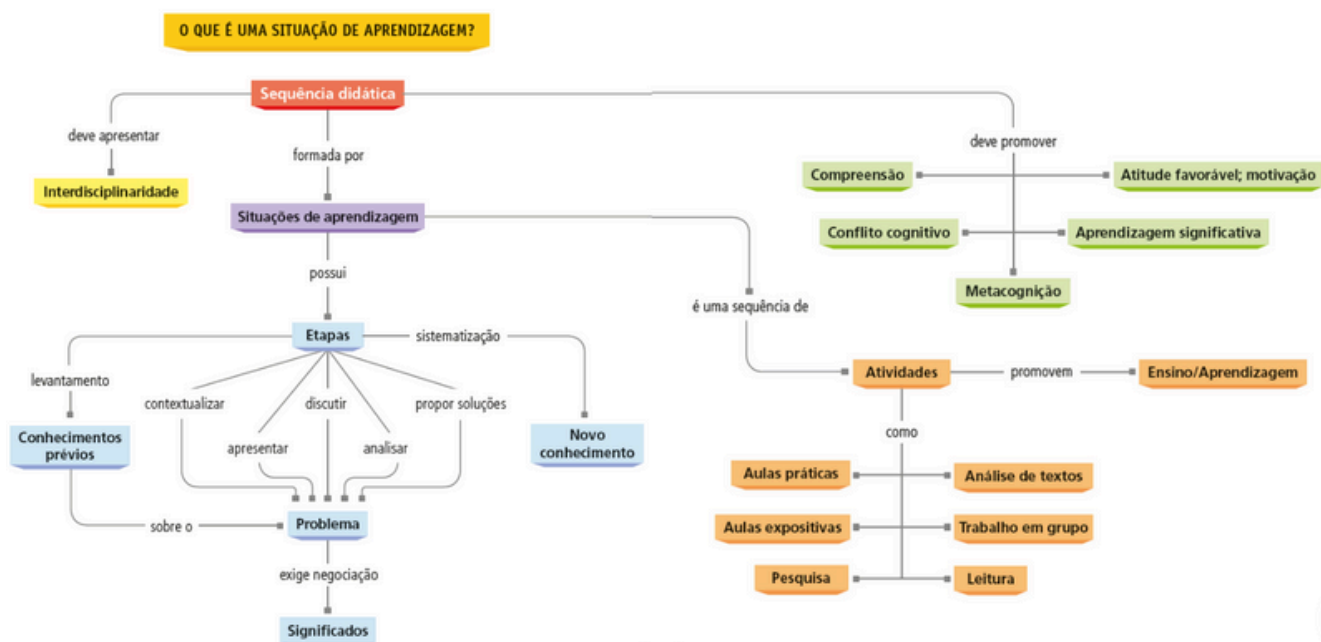 O QUE É UMA SITUAÇÃO DE APRENDIZAGEM?
Sequência didática
deve apresentar
formada por
deve promover
Interdisciplinaridade
Compreensão
Atitude favorável; motivação
Situações de aprendizagem
Conflito cognitivo
Aprendizagem significativa
possui
Metacognição
é uma sequência de
Etapas
sistematização
levantamento
contextualizar
discutir
propor soluções
Atividades
promovem
Ensino/Aprendizagem
Conhecimentos
prévios
apresentar
analisar
Novo
conhecimento
como
Aulas práticas
Análise de textos
sobre o
Problema
Aulas expositivas
Trabalho em grupo
exige negociação
Pesquisa
Leitura
Significados